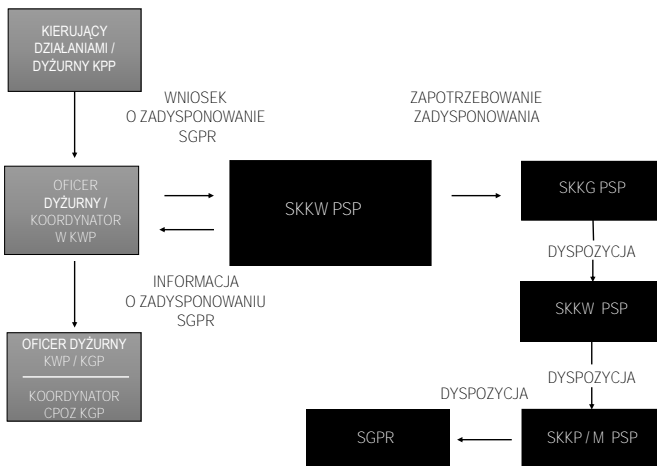 KIERUJĄCY
DZIAŁANIAMI /
DYŻURNY KPP
WNIOSEK
O ZADYSPONOWANIE
SGPR
ZAPOTRZEBOWANIE
ZADYSPONOWANIA
OFICER
DYŻURNY /
KOORDYNATOR
W KWP
SKKW PSP
SKKG PSP
DYSPOZYCJA
INFORMACJA
O ZADYSPONOWANIU
SGPR
SKKW PSP
OFICER DYŻURNY
KWP / KGP
KOORDYNATOR
CPOZ KGP
DYSPOZYCJA
DYSPOZYCJA
SGPR
SKKP / M PSP